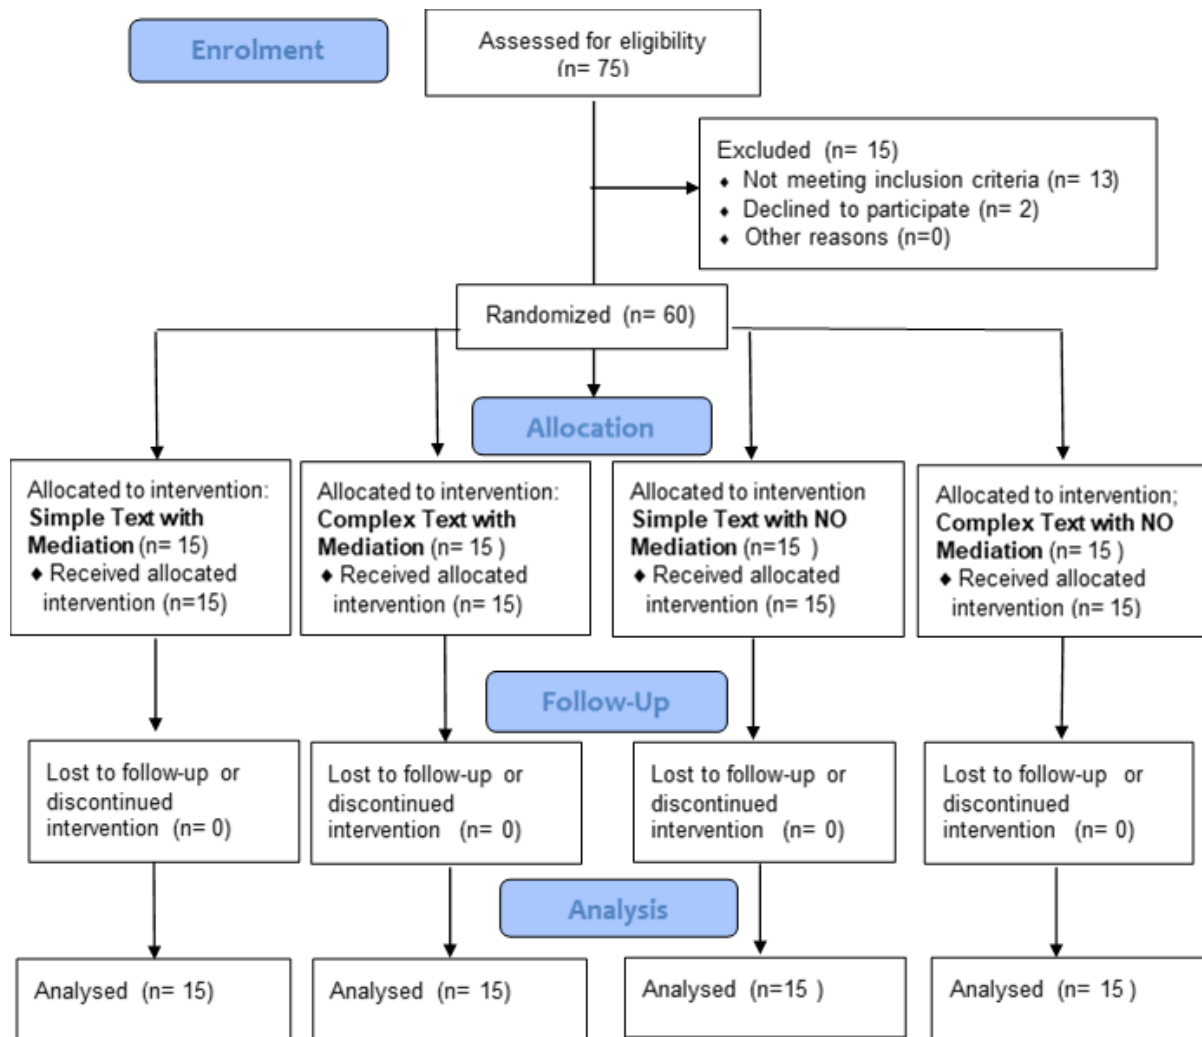 Enrolment
Assessed for eligibility
(n= 75)
Excluded (n= 15)
♦ Not meeting inclusion criteria (n= 13)
♦ Declined to participate (n= 2)
♦ Other reasons (n=0)
Randomized (n= 60)
Allocation
Allocated to intervention:
Simple Text with
Mediation (n= 15)
♦ Received allocated
intervention (n=15)
Allocated to intervention:
Complex Text with
Mediation (n= 15 )
♦ Received allocated
intervention (n= 15)
Allocated to intervention
Simple Text with NO
Mediation (n=15 )
♦ Received allocated
intervention (n= 15)
Allocated to intervention;
Complex Text with NO
Mediation (n= 15 )
♦ Received allocated
intervention (n= 15)
Follow-Up
Lost to follow-up or
discontinued
intervention (n= 0)
Lost to follow-up or
discontinued
intervention (n= 0)
Lost to follow-up or
discontinued
intervention (n= 0)
Lost to follow-up or
discontinued
intervention (n= 0)
Analysis
Analysed (n= 15)
Analysed (n= 15)
Analysed (n=15 )
Analysed (n= 15 )